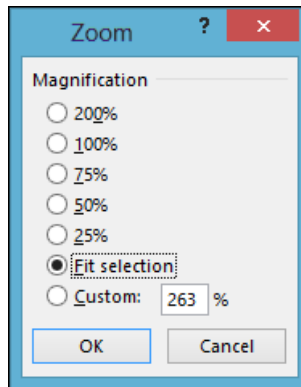 Zoom ? ×
Magnification
200%
100%
75%
50%
25%
Fit selection
Custom: 263 %
OK Cancel